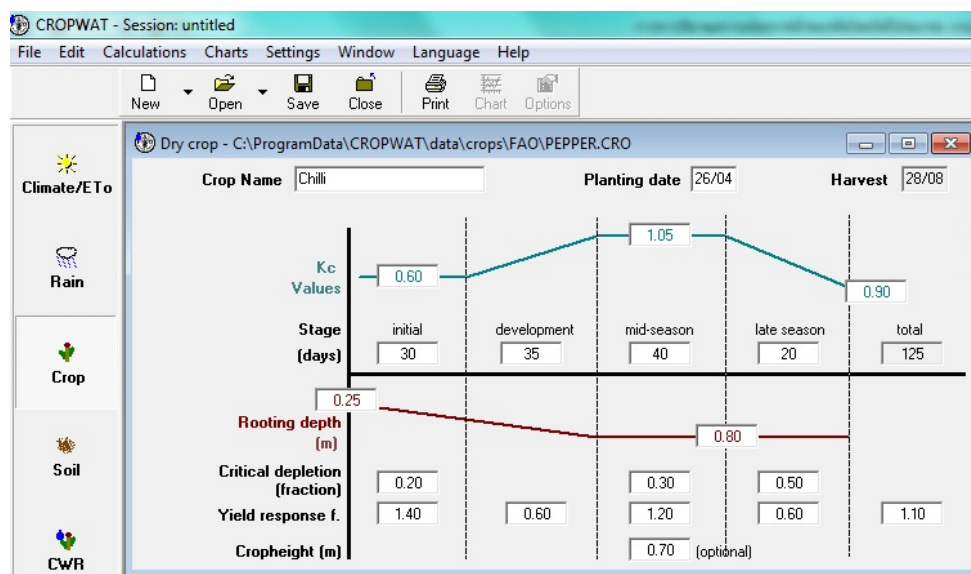 CROPWAT - Session: untitled
File Edit Calculations Charts Settings Window Language Help
New Open Save Close Print Chart Options
Dry crop - C:\ProgramData\CROPWAT\data\crops\FAO\PEPPER.CRO
Climate/ETo
Rain
Crop
Soil
CWR
Crop Name Chilli Planting date 26/04 Harvest 28/08
1.05
Kc 0.60
Values 0.90
Stage initial development mid-season late season total
(days) 30 35 40 20 125
0.25
Rooting depth 0.80
(m)
Critical depletion 0.20 0.30 0.50
(fraction)
Yield response f. 1.40 0.60 1.20 0.60 1.10
Cropheight (m) 0.70 (optional)